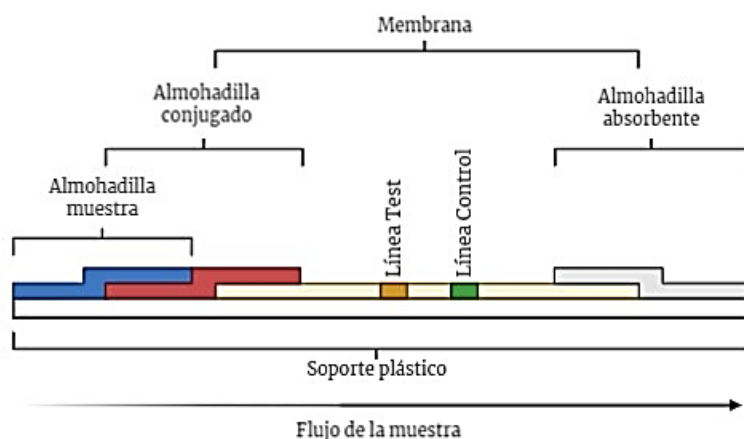 Membrana
Almohadilla
conjugado
Almohadilla
absorbente
Almohadilla
muestra
Línea Test
Línea Control
Soporte plástico
Flujo de la muestra